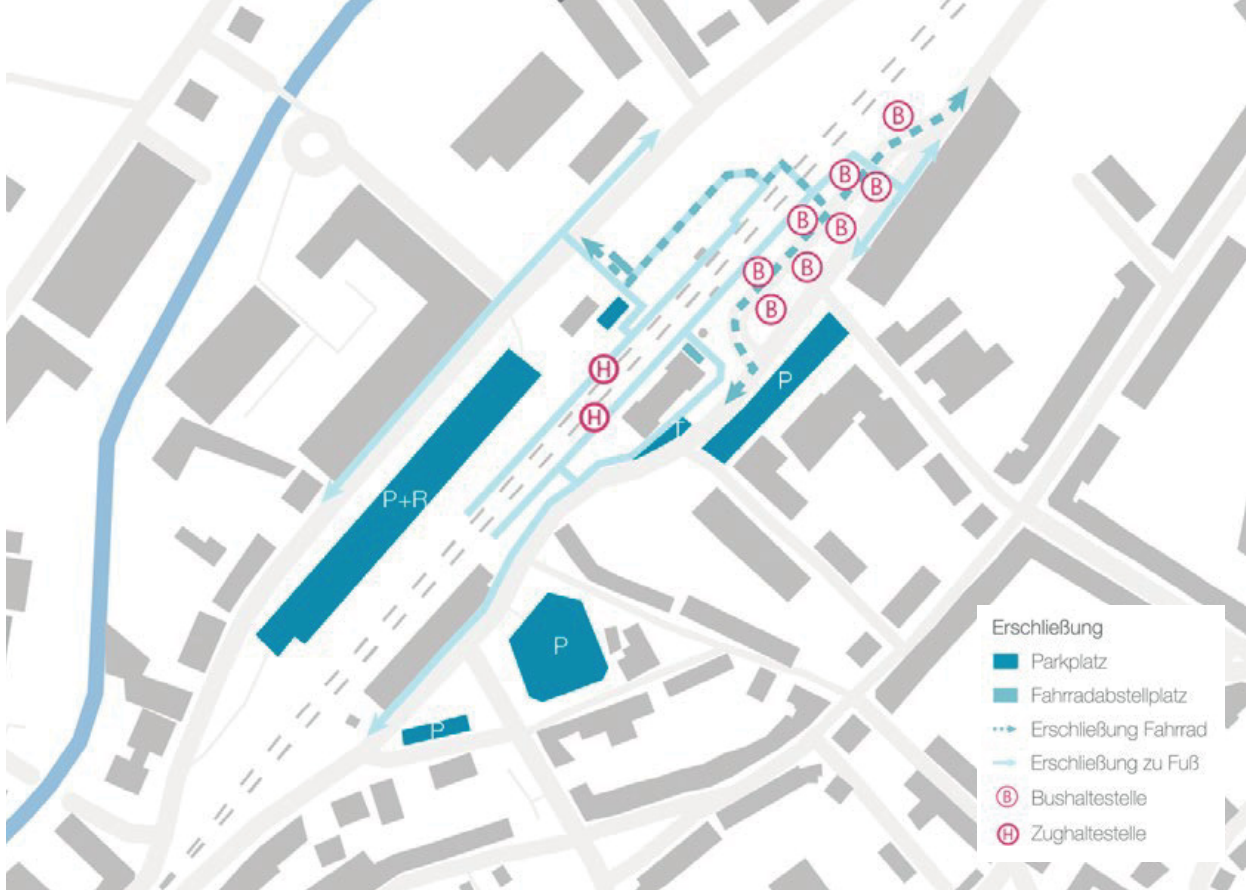 B
B
B
B
B
B
B
B
H
P
H
T
P+R
P
P
Erschließung
Parkplatz
Fahrradabstellplatz
Erschließung Fahrrad
Erschließung zu Fuß
B Bushaltestelle
H Zughaltestelle